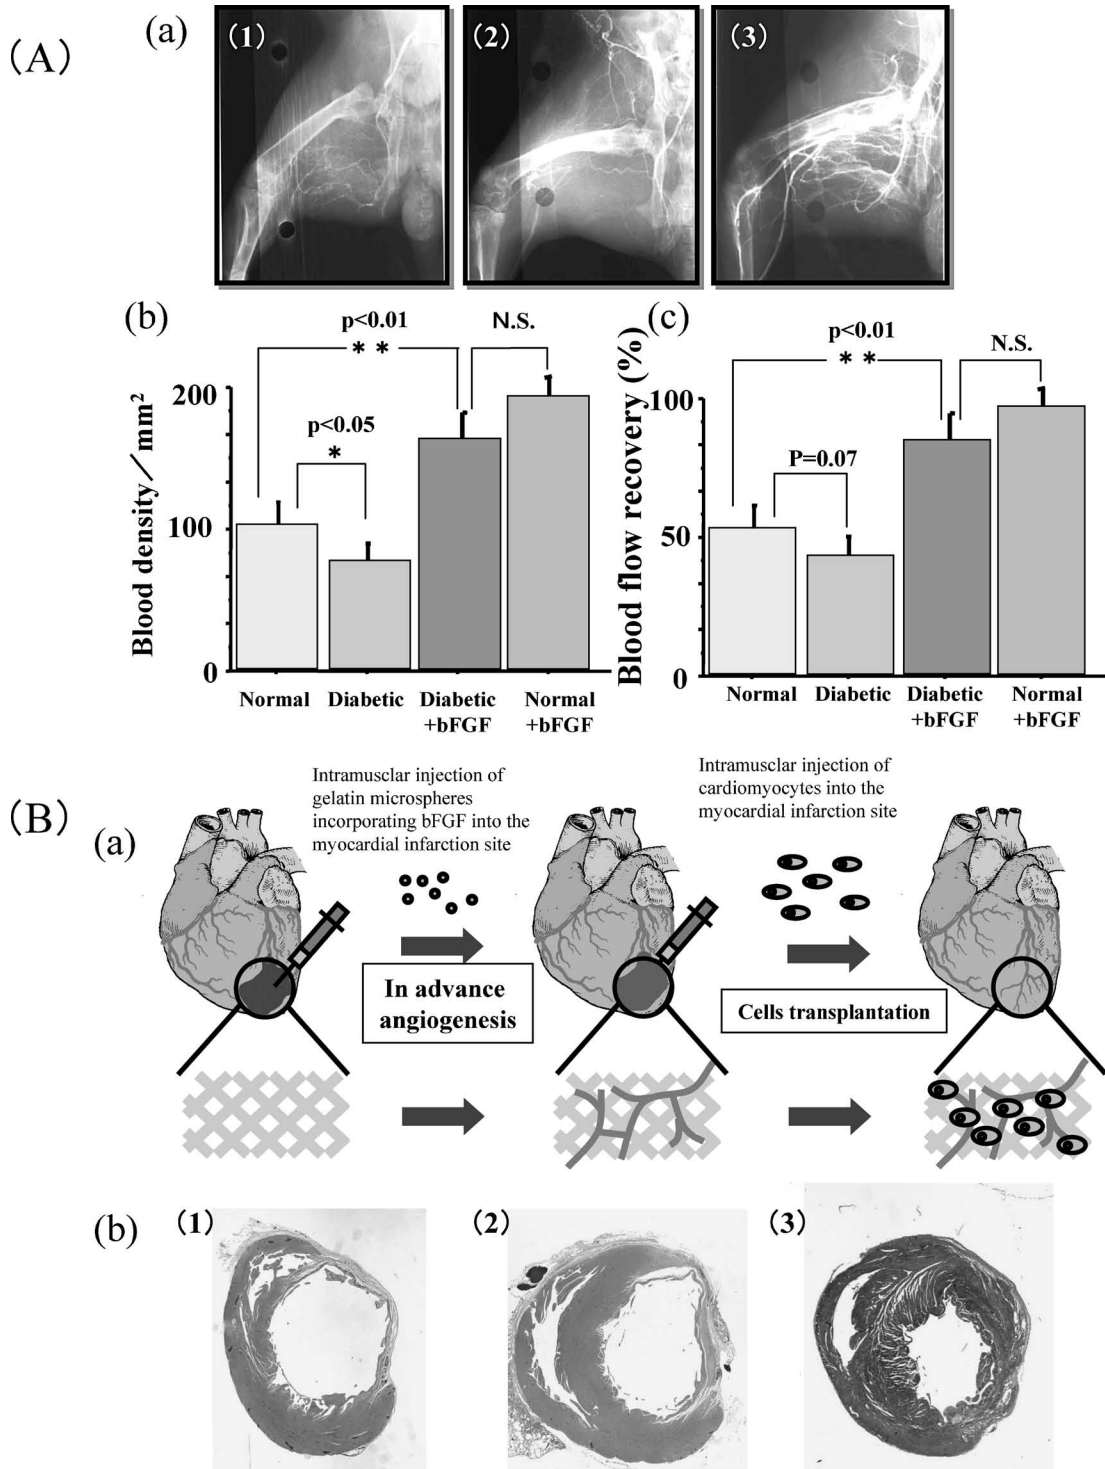 (A)
(a)
(1)
(2)
(3)
(b)
p<0.01
**
N.S.
p<0.05
*
Blood density/mm2
200
100
0
Normal
Diabetic
Diabetic
+bFGF
Normal
+bFGF
(c)
p<0.01
**
N.S.
P=0.07
Blood flow recovery (%)
100
50
0
Normal
Diabetic
Diabetic
+bFGF
Normal
+bFGF
(B)
(a)
Intramusclar injection of
gelatin microspheres
incorporating bFGF into the
myocardial infarction site
In advance
angiogenesis
Intramusclar injection of
cardiomyocytes into the
myocardial infarction site
Cells transplantation
(b)
(1)
(2)
(3)